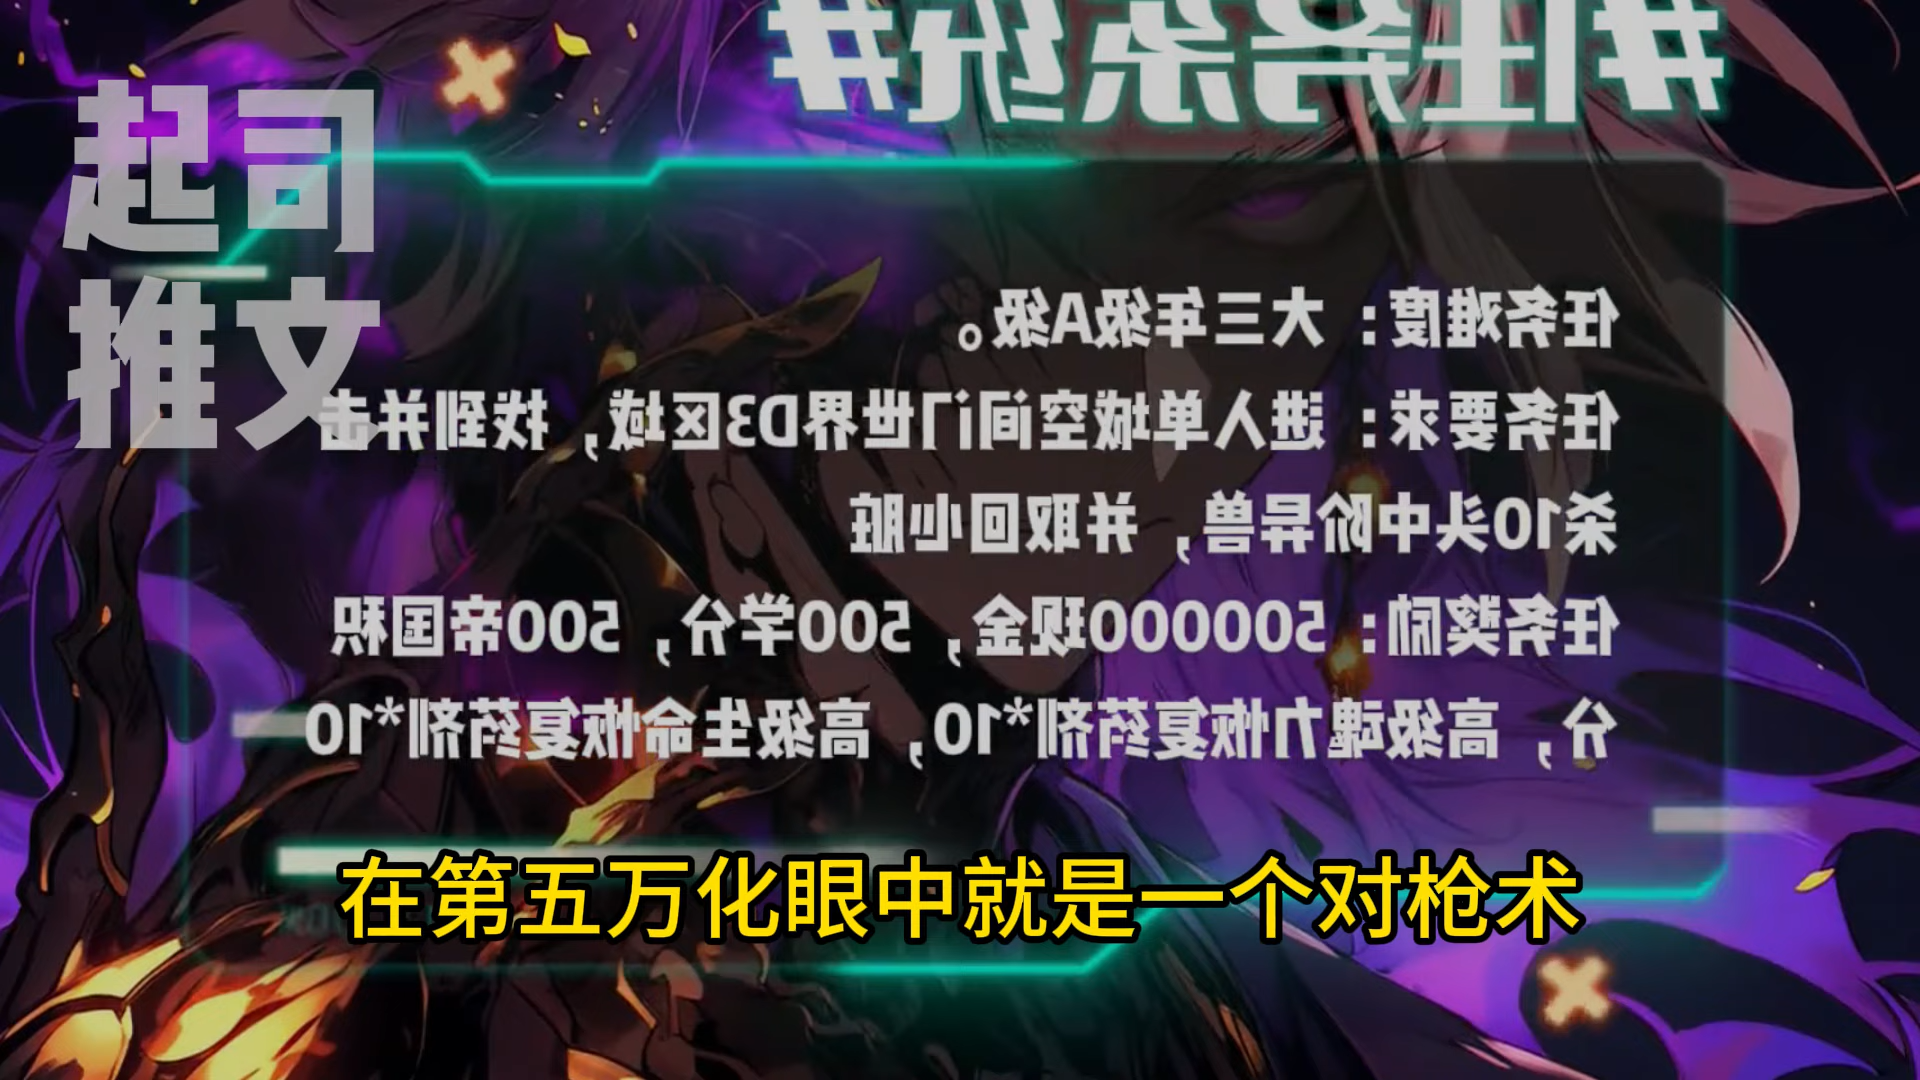 #任务杂纷#
起司
推文
任务难度：大三年级A级。
任务要求：进入单城空间门世界D3区域，找到并击
杀10头中阶异兽，并取回心脏
任务奖励：5000000现金，500学分，500帝国积
分，高级魂力恢复药剂*10，高级生命恢复药剂*10
在第五万化眼中就是一个对枪术